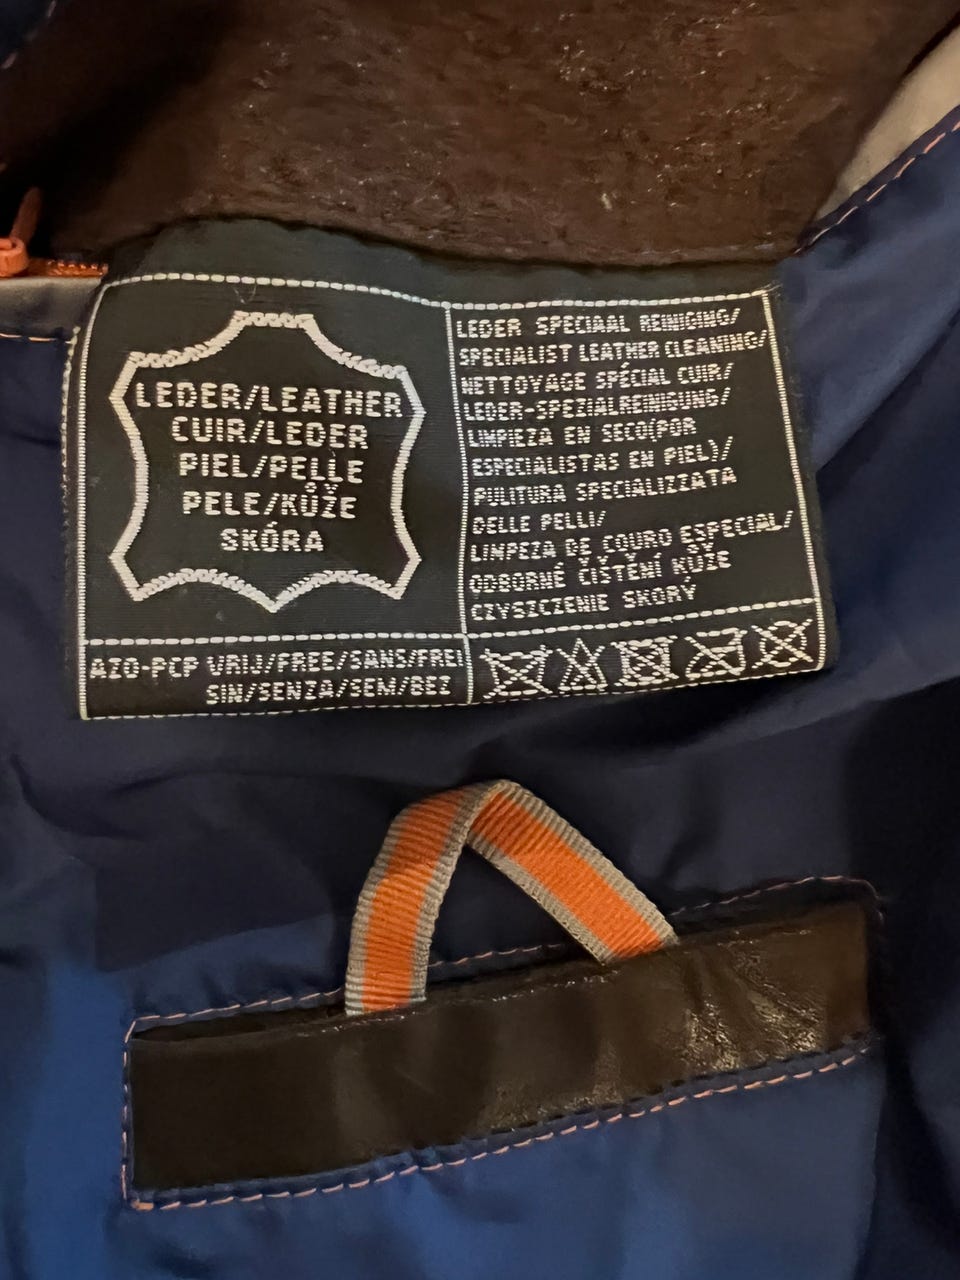 LEDER/LEATHER
CUIR/LEDER
PIEL/PELLE
PELE/KŮŽE
SKÓRA
AZO-PCP VRIJ/FREE/SANS/FREI
SIN/SENZA/SEM/BEZ
LEDER SPECIAAL REINIGING/
SPECIALIST LEATHER CLEANING/
NETTOYAGE SPÉCIAL CUIR/
LEDER-SPEZIALREINIGUNG/
LIMPIEZA EN SECO(POR
ESPECIALISTAS EN PIEL)/
PULITURA SPECIALIZZATA
DELLE PELLI/
LIMPEZA DE COURO ESPECIAL/
ODBORNÉ ČIŠTĚNÍ KŮŽE
CZYSZCZENIE SKÓRY